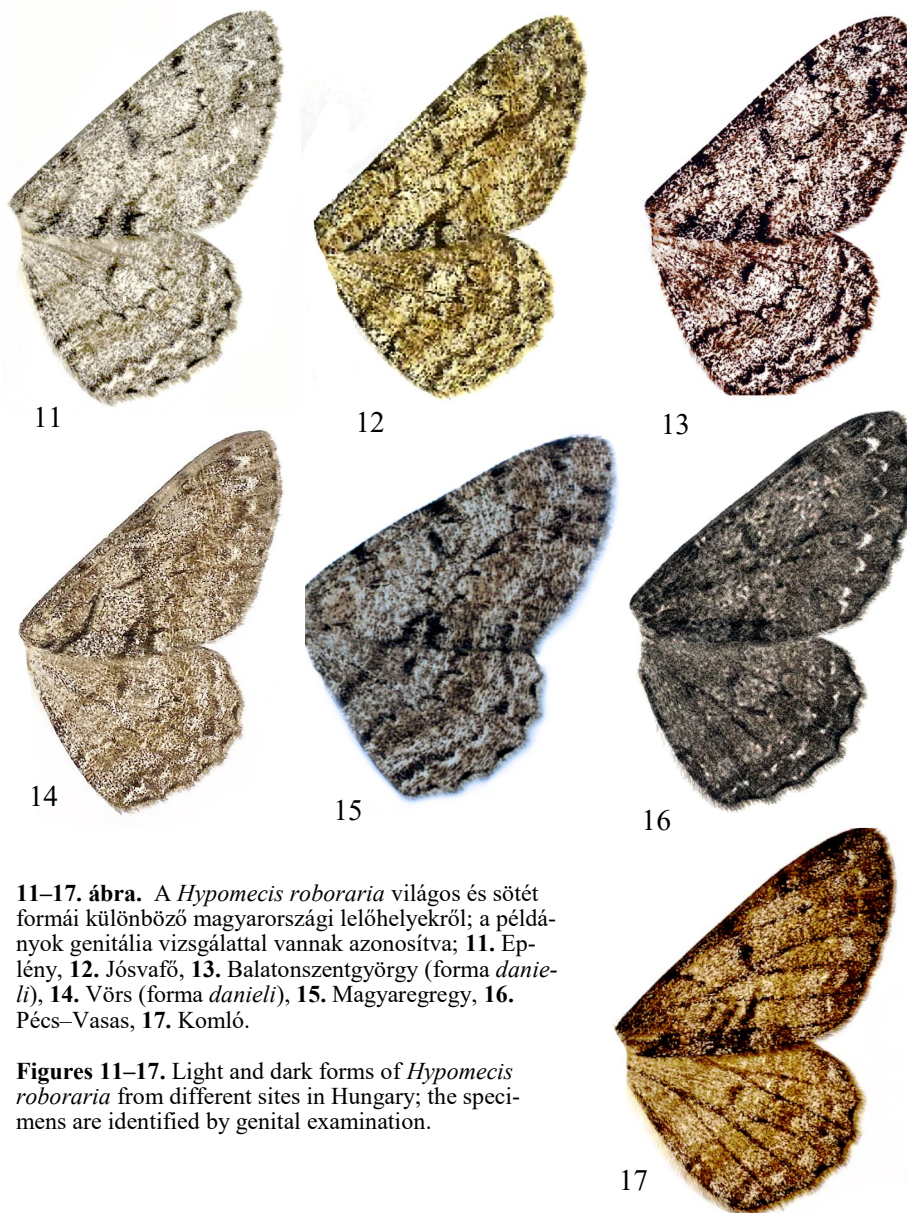 11
12
13
14
15
16
11–17. ábra. A Hypomecis roboraria világos és sötét
formái különböző magyarországi lelőhelyekről; a példá-
nyok genitália vizsgálattal vannak azonosítva; 11. Ep-
lény, 12. Jósvafő, 13. Balatonszentgyörgy (forma danie-
li), 14. Vörs (forma danieli), 15. Magyaregregy, 16.
Pécs–Vasas, 17. Komló.
Figures 11–17. Light and dark forms of Hypomecis
roboraria from different sites in Hungary; the speci-
mens are identified by genital examination.
17